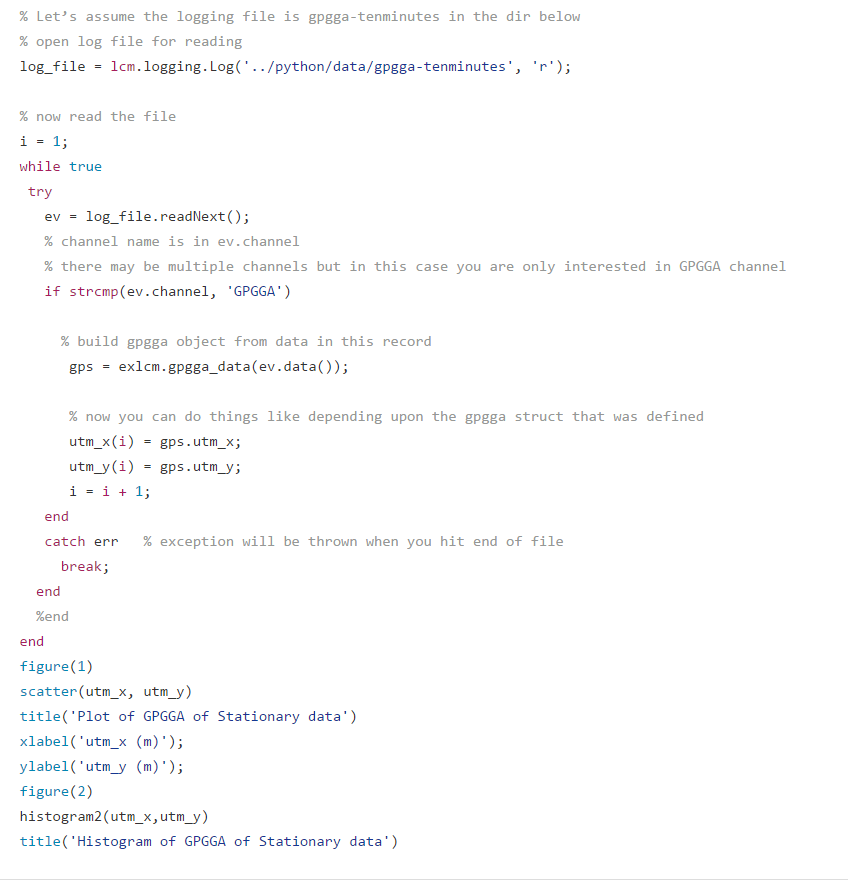 % Let’s assume the logging file is gpgga-tenminutes in the dir below
% open log file for reading
log_file = lcm.logging.Log('../python/data/gpgga-tenminutes', 'r');
% now read the file
i = 1;
while true
try
ev = log_file.readNext();
% channel name is in ev.channel
% there may be multiple channels but in this case you are only interested in GPGGA channel
if strcmp(ev.channel, 'GPGGA')
% build gpgga object from data in this record
gps = exlcm.gpgga_data(ev.data());
% now you can do things like depending upon the gpgga struct that was defined
utm_x(i) = gps.utm_x;
utm_y(i) = gps.utm_y;
i = i + 1;
end
catch err   % exception will be thrown when you hit end of file
break;
end
%end
end
figure(1)
scatter(utm_x, utm_y)
title('Plot of GPGGA of Stationary data')
xlabel('utm_x (m)');
ylabel('utm_y (m)');
figure(2)
histogram2(utm_x,utm_y)
title('Histogram of GPGGA of Stationary data')